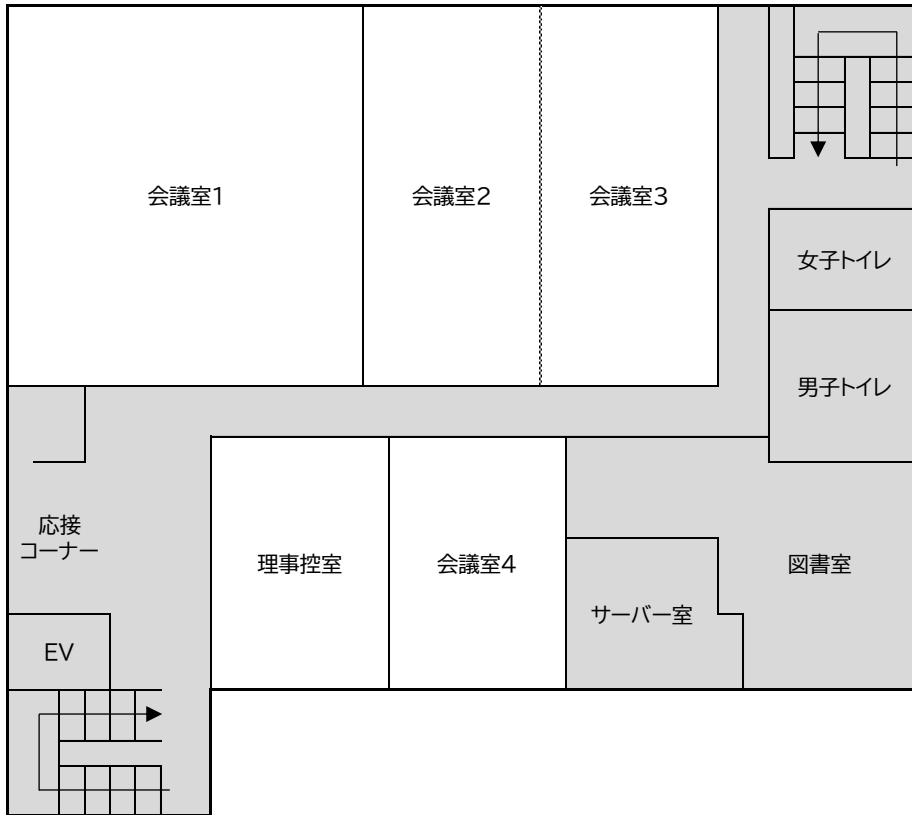 会議室1
会議室2
会議室3
女子トイレ
男子トイレ
応接
コーナー
理事控室
会議室4
図書室
サーバー室
EV